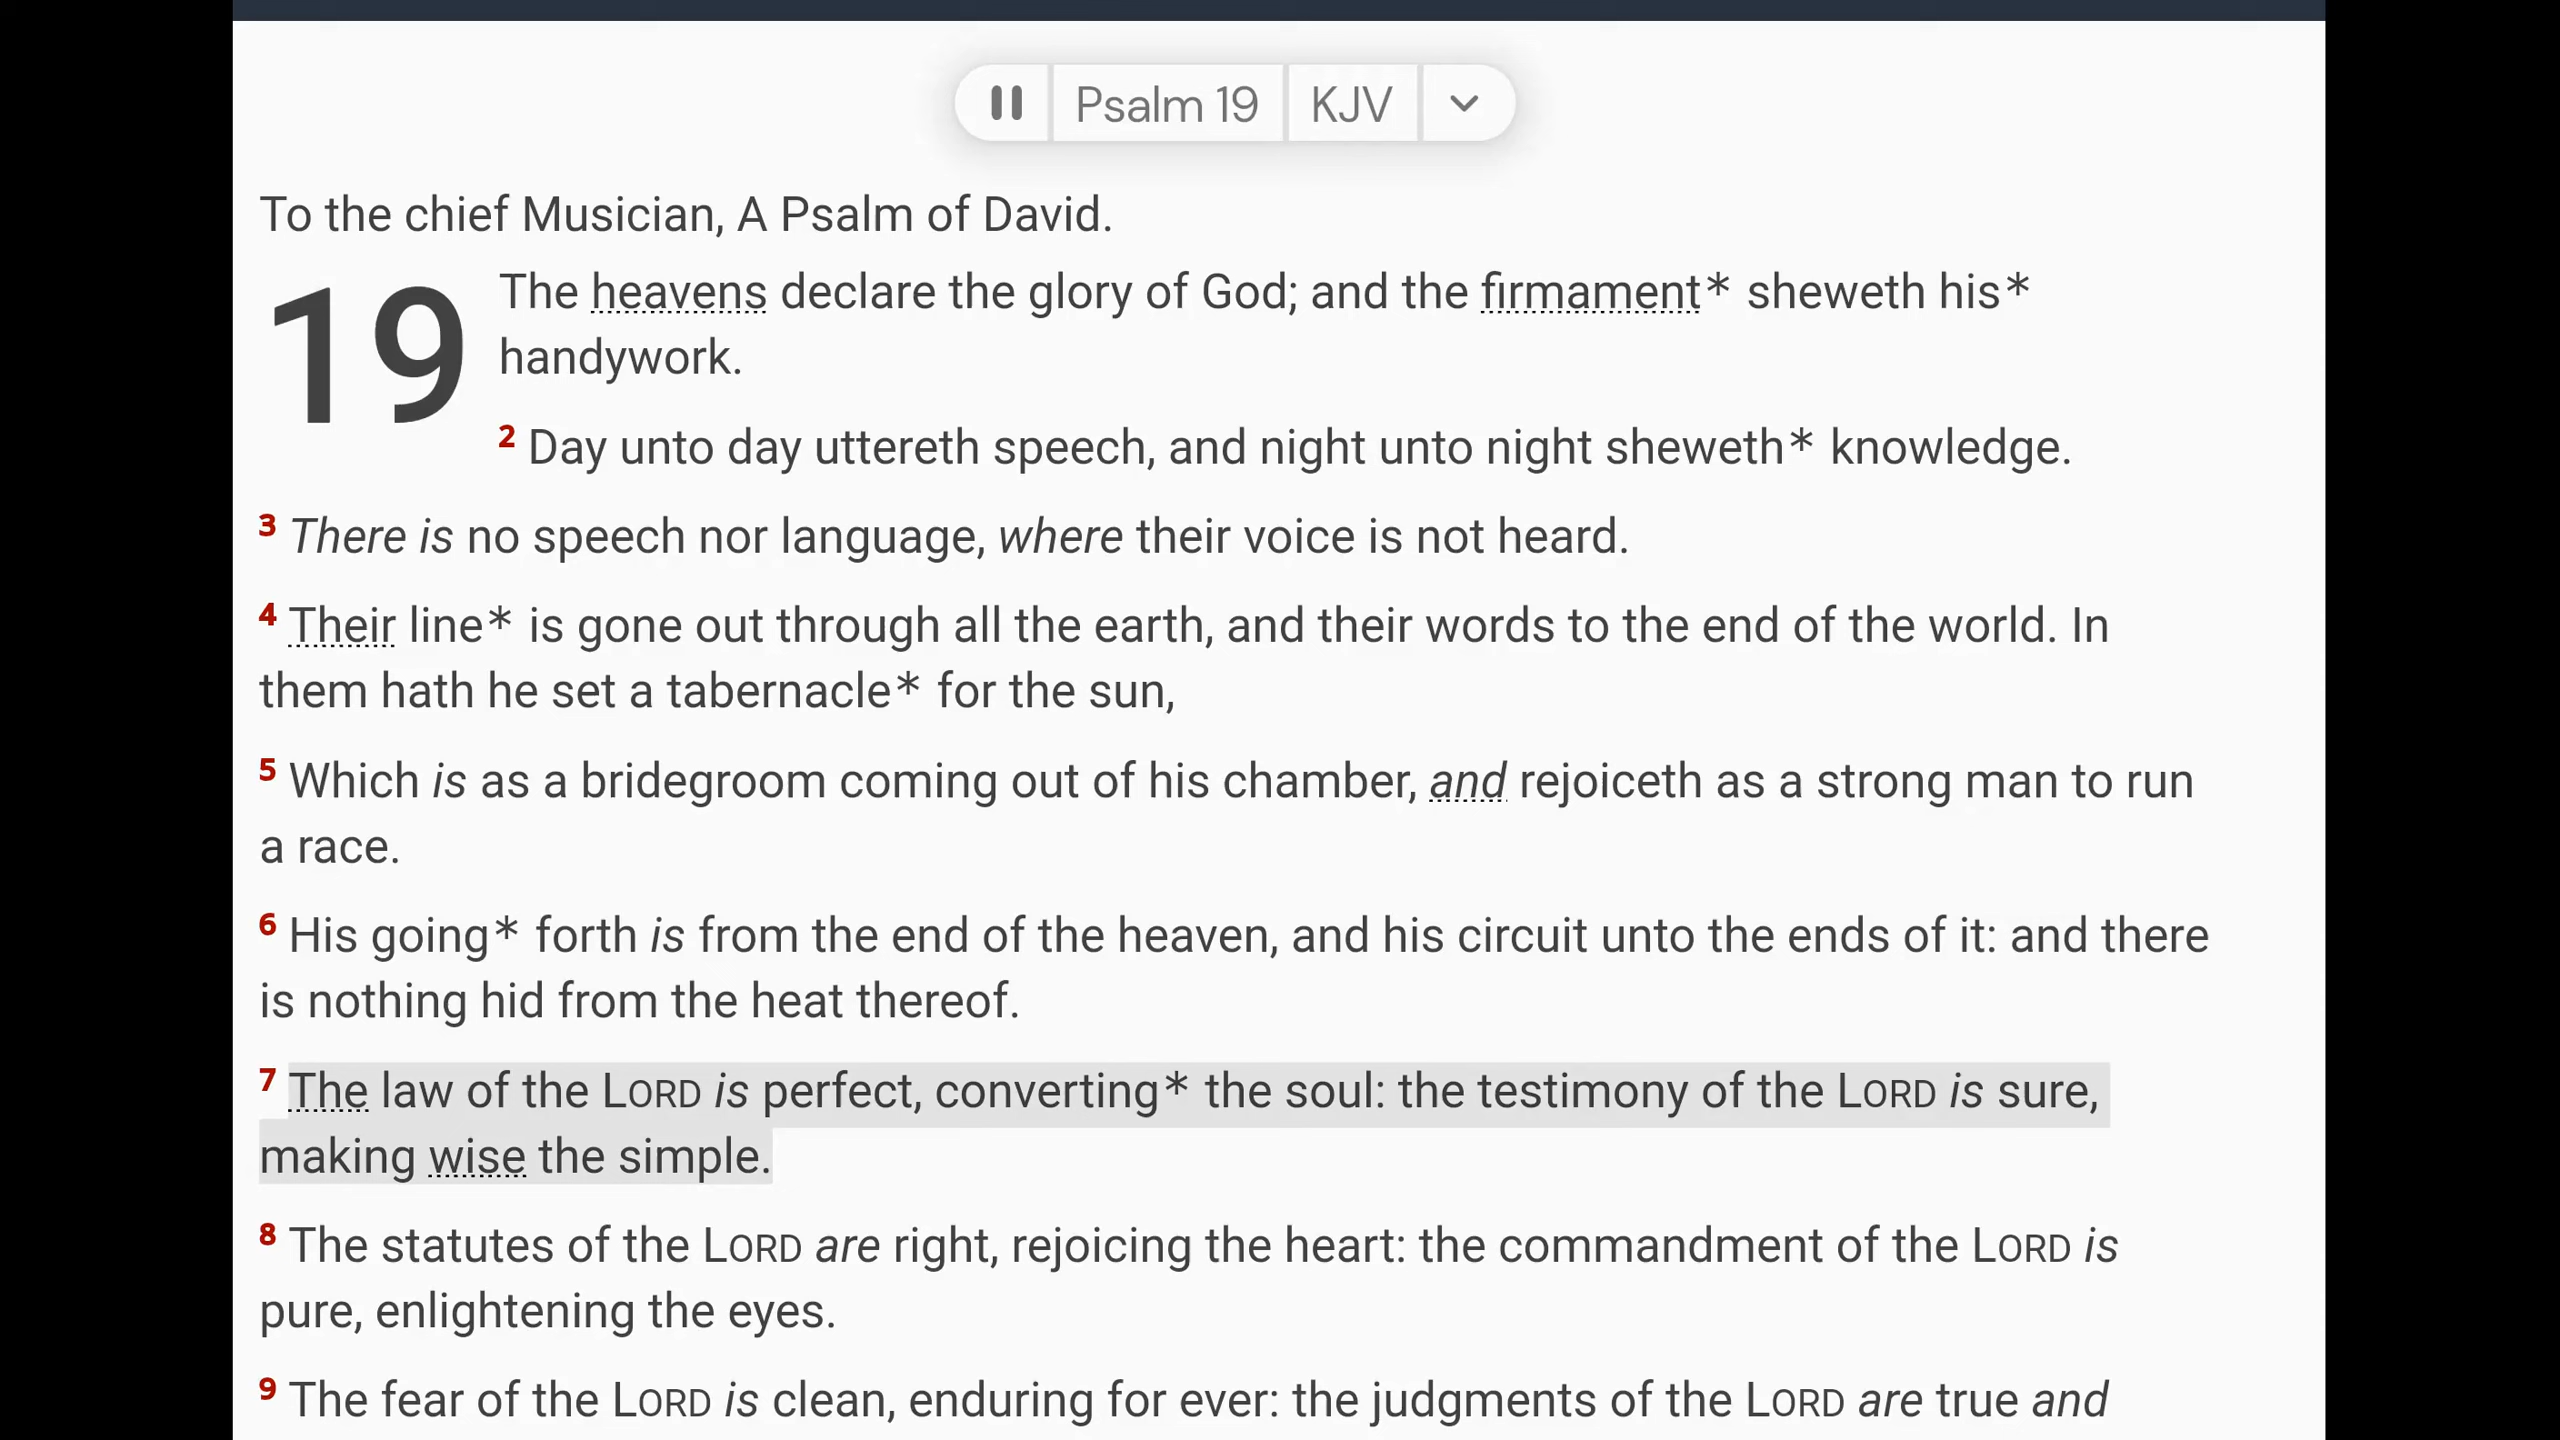 Psalm 19 KJV
To the chief Musician, A Psalm of David.
19 The heavens declare the glory of God; and the firmament* sheweth his*
handywork.
2 Day unto day uttereth speech, and night unto night sheweth* knowledge.
3 There is no speech nor language, where their voice is not heard.
4 Their line* is gone out through all the earth, and their words to the end of the world. In
them hath he set a tabernacle* for the sun,
5 Which is as a bridegroom coming out of his chamber, and rejoiceth as a strong man to run
a race.
6 His going* forth is from the end of the heaven, and his circuit unto the ends of it: and there
is nothing hid from the heat thereof.
7 The law of the LORD is perfect, converting* the soul: the testimony of the LORD is sure,
making wise the simple.
8 The statutes of the LORD are right, rejoicing the heart: the commandment of the LORD is
pure, enlightening the eyes.
9 The fear of the LORD is clean, enduring for ever: the judgments of the LORD are true and